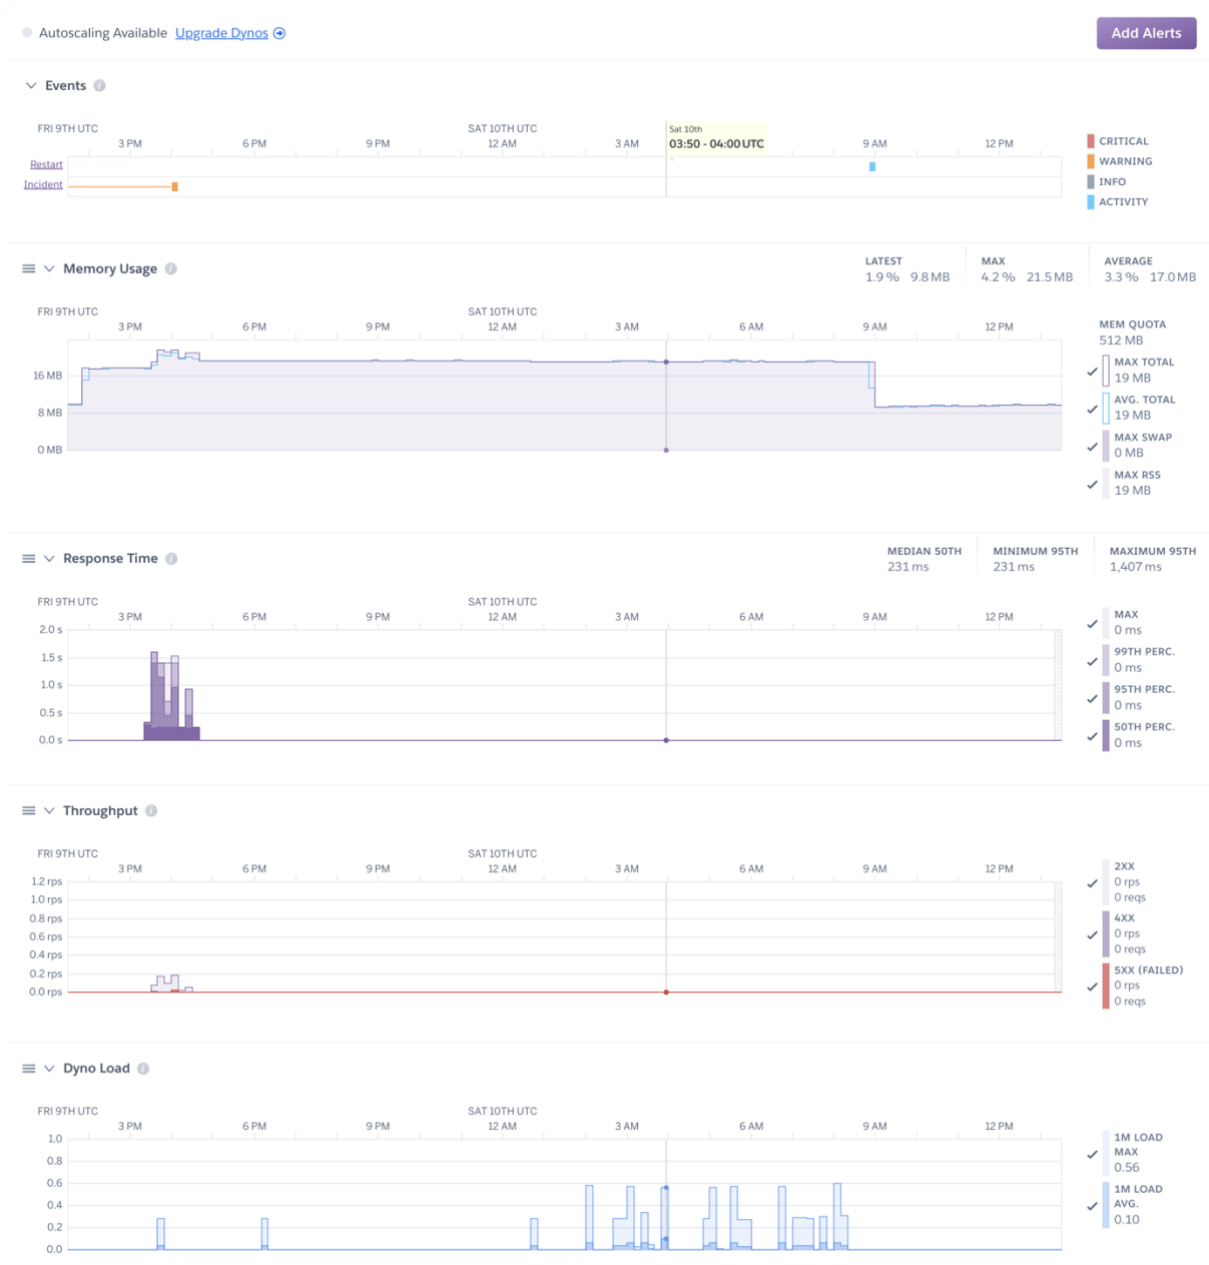 Autoscaling Available Upgrade Dynos
Add Alerts
Events
FRI 9TH UTC SAT 10TH UTC Sat 10th
3 PM 6 PM 9 PM 12 AM 3 AM 03:50 - 04:00 UTC 9 AM 12 PM
Restart
Incident
CRITICAL
WARNING
INFO
ACTIVITY
Memory Usage
LATEST MAX AVERAGE
1.9 % 9.8 MB 4.2 % 21.5 MB 3.3 % 17.0 MB
FRI 9TH UTC SAT 10TH UTC
3 PM 6 PM 9 PM 12 AM 3 AM 6 AM 9 AM 12 PM
16 MB
8 MB
0 MB
MEM QUOTA
512 MB
MAX TOTAL
19 MB
AVG. TOTAL
19 MB
MAX SWAP
0 MB
MAX RSS
19 MB
Response Time
MEDIAN 50TH MINIMUM 95TH MAXIMUM 95TH
231 ms 231 ms 1,407 ms
FRI 9TH UTC SAT 10TH UTC
3 PM 6 PM 9 PM 12 AM 3 AM 6 AM 9 AM 12 PM
2.0 s
1.5 s
1.0 s
0.5 s
0.0 s
MAX
0 ms
99TH PERC.
0 ms
95TH PERC.
0 ms
50TH PERC.
0 ms
Throughput
FRI 9TH UTC SAT 10TH UTC
3 PM 6 PM 9 PM 12 AM 3 AM 6 AM 9 AM 12 PM
1.2 rps
1.0 rps
0.8 rps
0.6 rps
0.4 rps
0.2 rps
0.0 rps
2XX
0 rps
0 reqs
4XX
0 rps
0 reqs
5XX (FAILED)
0 rps
0 reqs
Dyno Load
FRI 9TH UTC SAT 10TH UTC
3 PM 6 PM 9 PM 12 AM 3 AM 6 AM 9 AM 12 PM
1.0
0.8
0.6
0.4
0.2
0.0
1M LOAD
MAX
0.56
1M LOAD
AVG.
0.10